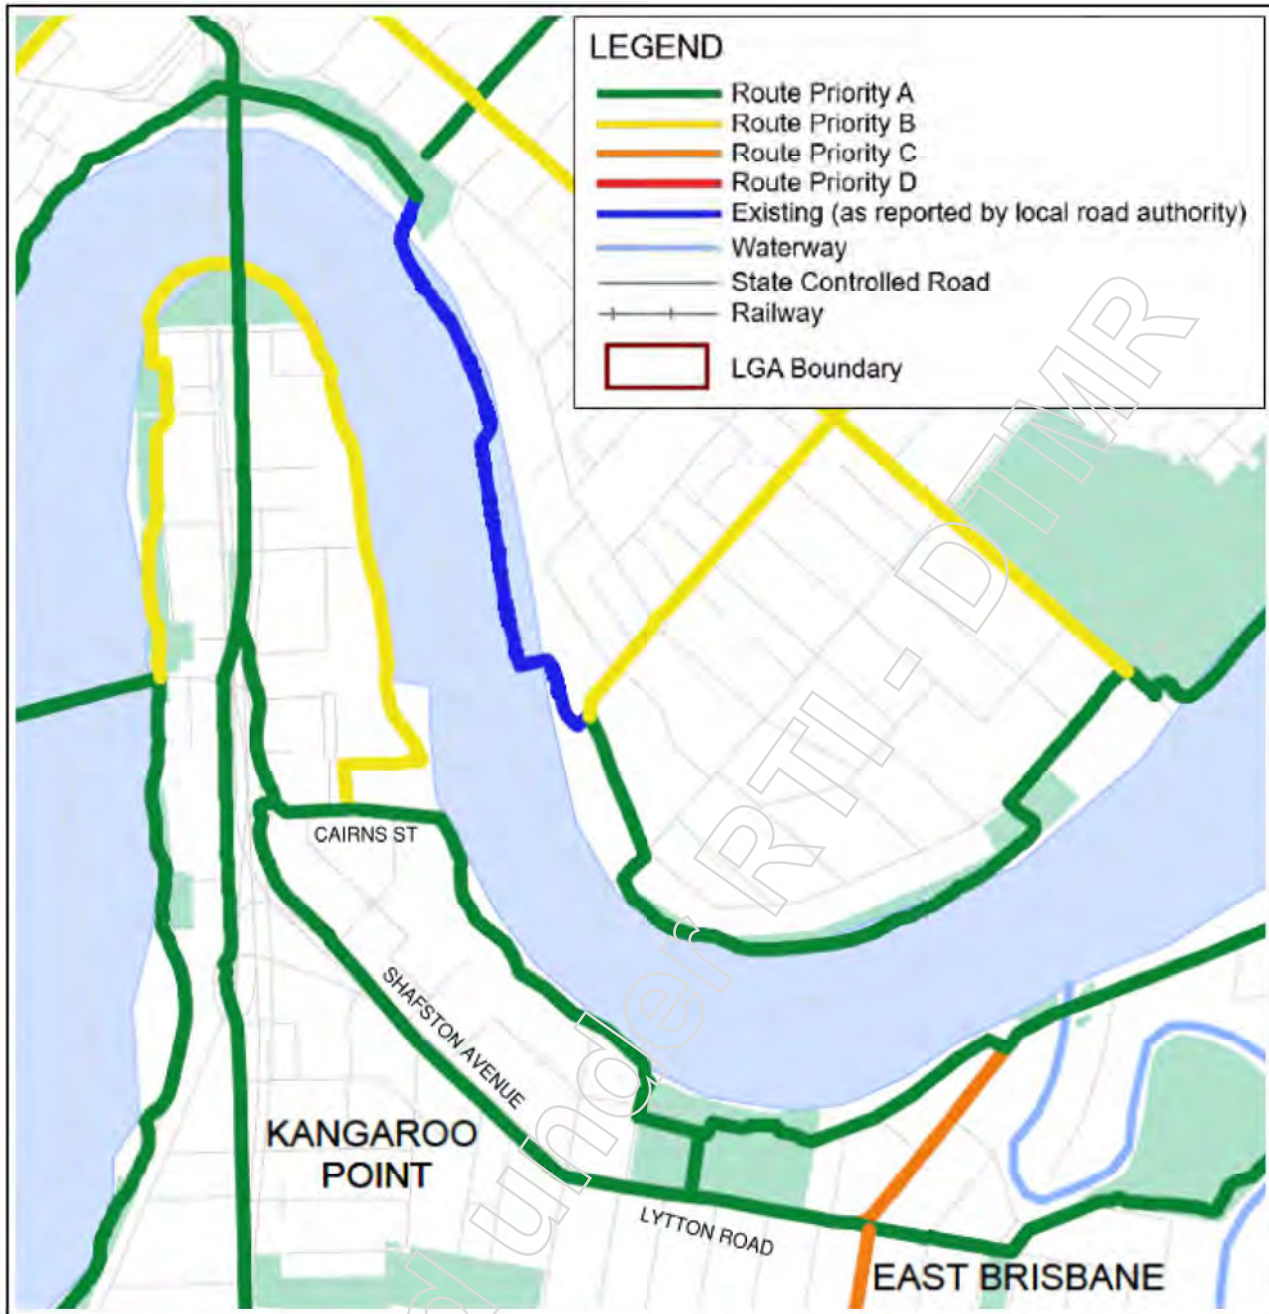 LEGEND
Route Priority A
Route Priority B
Route Priority C
Route Priority D
Existing (as reported by local road authority)
Waterway
State Controlled Road
Railway
LGA Boundary
CAIRNS ST
SHAFSTON AVENUE
KANGAROO
POINT
LYTTON ROAD
EAST BRISBANE
under RTI - DTMR